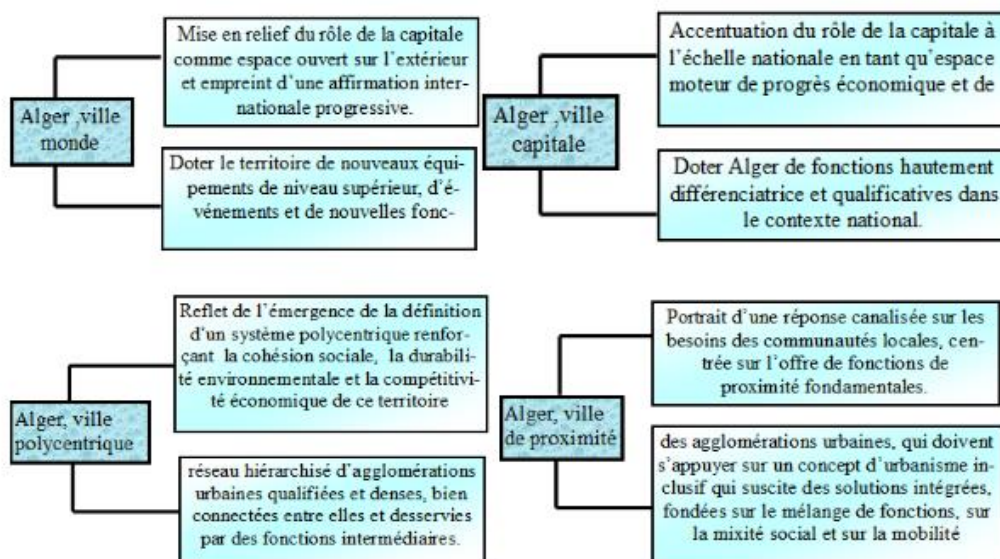 Alger ,ville
monde
Mise en relief du rôle de la capitale
comme espace ouvert sur l'extérieur
et empreint d'une affirmation inter-
nationale progressive.
Doter le territoire de nouveaux équi-
pements de niveau supérieur, d'é-
vénements et de nouvelles fonc-
Alger ,ville
capitale
Accentuation du rôle de la capitale à
l'échelle nationale en tant qu'espace
moteur de progrès économique et de
Doter Alger de fonctions hautement
différenciatrice et qualificatives dans
le contexte national.
Alger, ville
polycentrique
Reflet de l'émergence de la définition
d'un système polycentrique renfor-
çant la cohésion sociale, la durabili-
té environnementale et la compétitivi-
té économique de ce territoire
réseau hiérarchisé d'agglomérations
urbaines qualifiées et denses, bien
connectées entre elles et desservies
par des fonctions intermédiaires.
Alger, ville
de proximité
Portrait d'une réponse canalisée sur les
besoins des communautés locales, cen-
trée sur l'offre de fonctions de
proximité fondamentales.
des agglomérations urbaines, qui doivent
s'appuyer sur un concept d'urbanisme in-
clusif qui suscite des solutions intégrées,
fondées sur le mélange de fonctions, sur
la mixité social et sur la mobilité